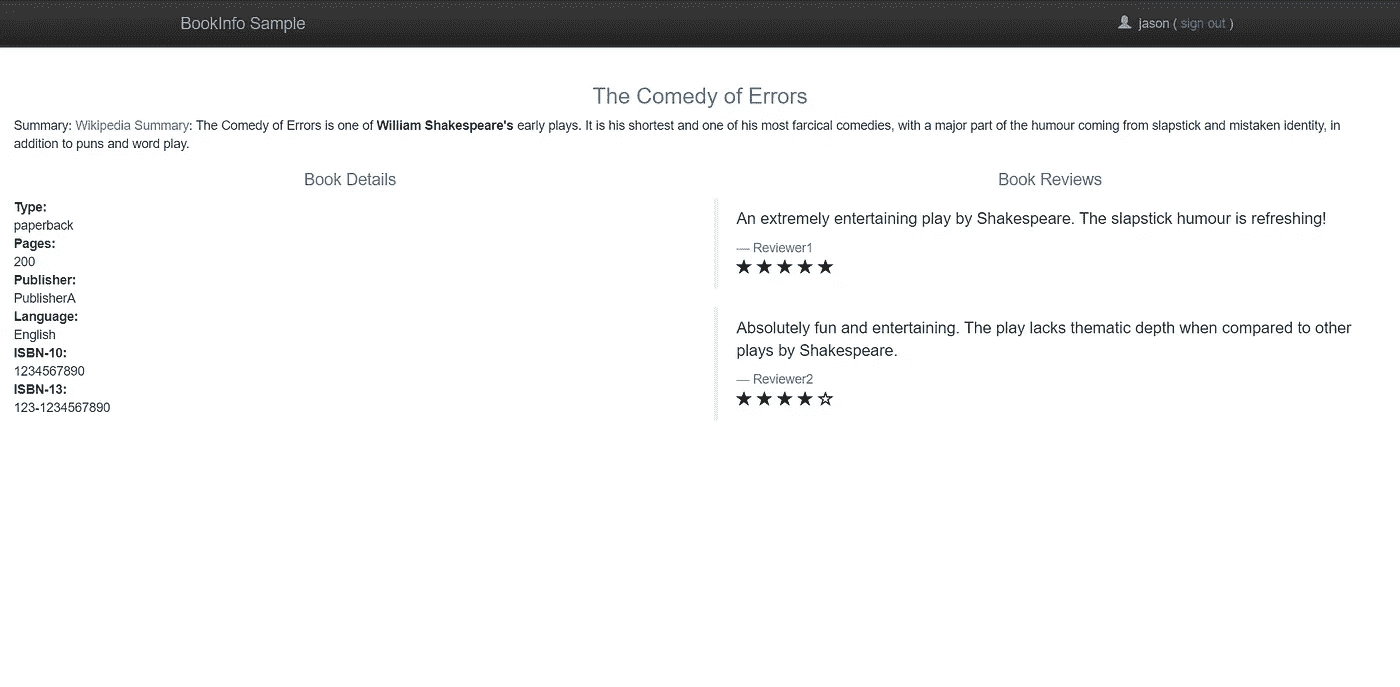 BookInfo Sample
jason ( sign out )
The Comedy of Errors
Summary: Wikipedia Summary: The Comedy of Errors is one of William Shakespeare's early plays. It is his shortest and one of his most farcical comedies, with a major part of the humour coming from slapstick and mistaken identity, in
addition to puns and word play.
Book Details
Type:
paperback
Pages:
200
Publisher:
PublisherA
Language:
English
ISBN-10:
1234567890
ISBN-13:
123-1234567890
Book Reviews
An extremely entertaining play by Shakespeare. The slapstick humour is refreshing!
— Reviewer1
★★★★★
Absolutely fun and entertaining. The play lacks thematic depth when compared to other
plays by Shakespeare.
— Reviewer2
★★★★☆